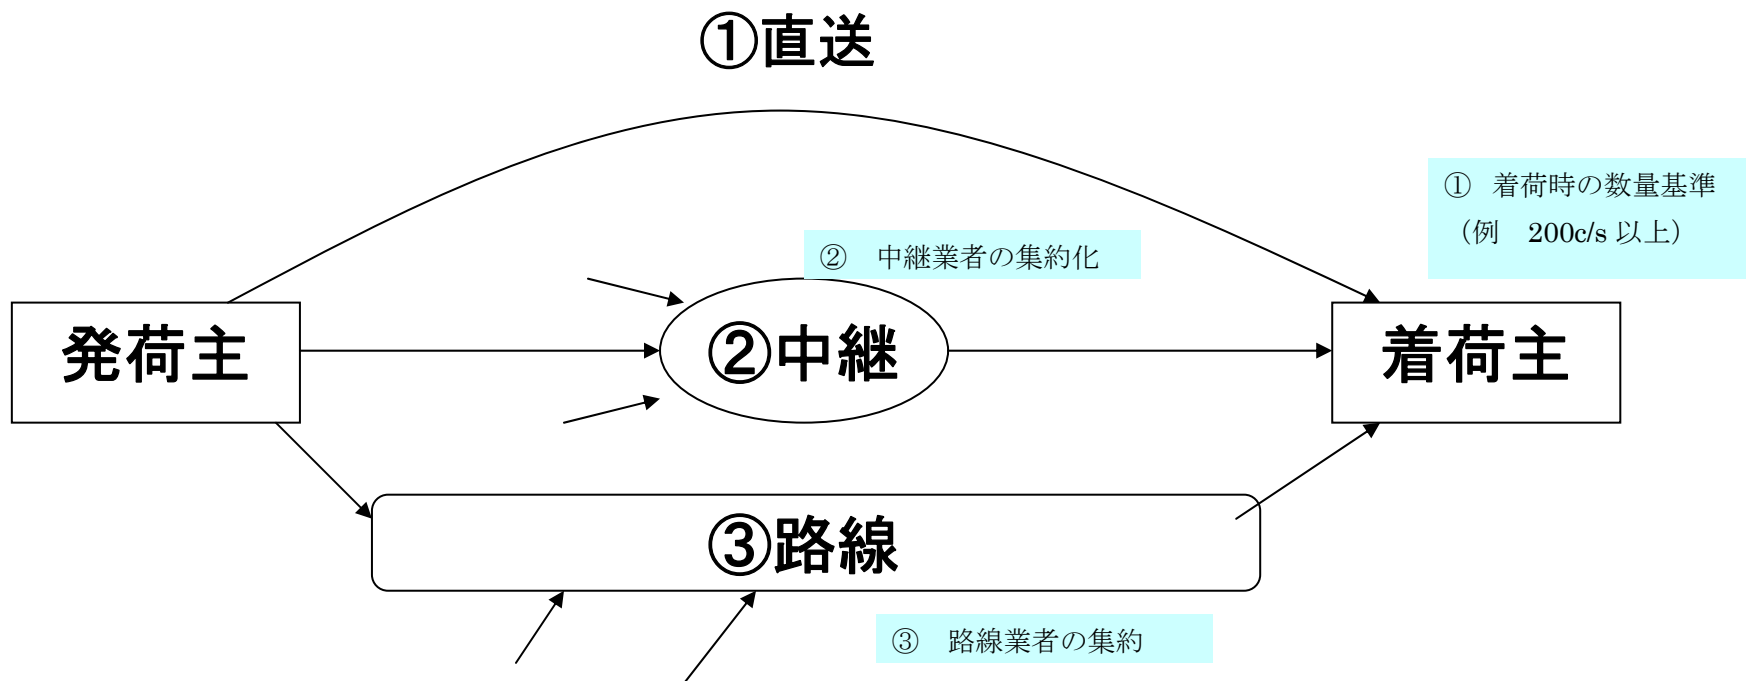 ①直送
① 着荷時の数量基準
（例　200c/s 以上）
②　中継業者の集約化
発荷主
②中継
着荷主
③路線
③　路線業者の集約